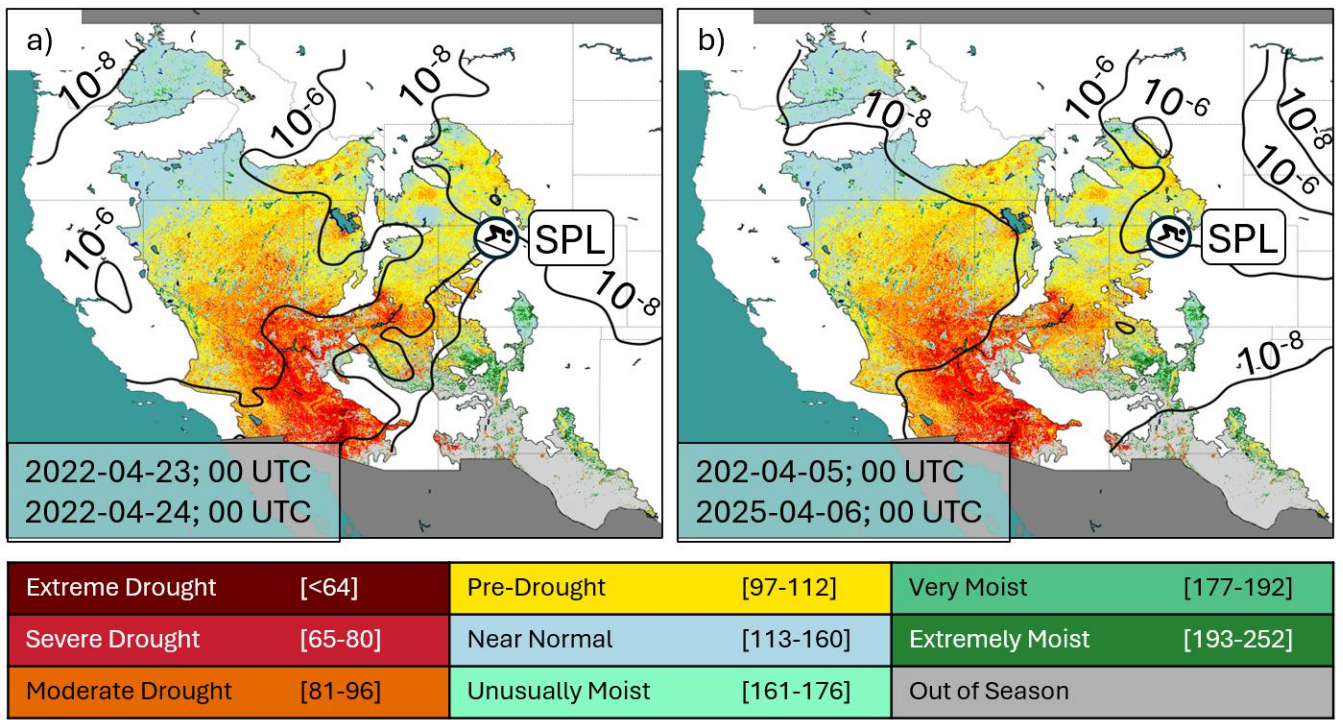 a)
10⁻⁸
10⁻⁶
10⁻⁸
10⁻⁶
SPL
10⁻⁸
2022-04-23; 00 UTC
2022-04-24; 00 UTC
b)
10⁻⁸
10⁻⁶
10⁻⁶
10⁻⁸
10⁻⁶
SPL
10⁻⁸
202-04-05; 00 UTC
2025-04-06; 00 UTC
Extreme Drought [<64]
Pre-Drought [97-112]
Very Moist [177-192]
Severe Drought [65-80]
Near Normal [113-160]
Extremely Moist [193-252]
Moderate Drought [81-96]
Unusually Moist [161-176]
Out of Season